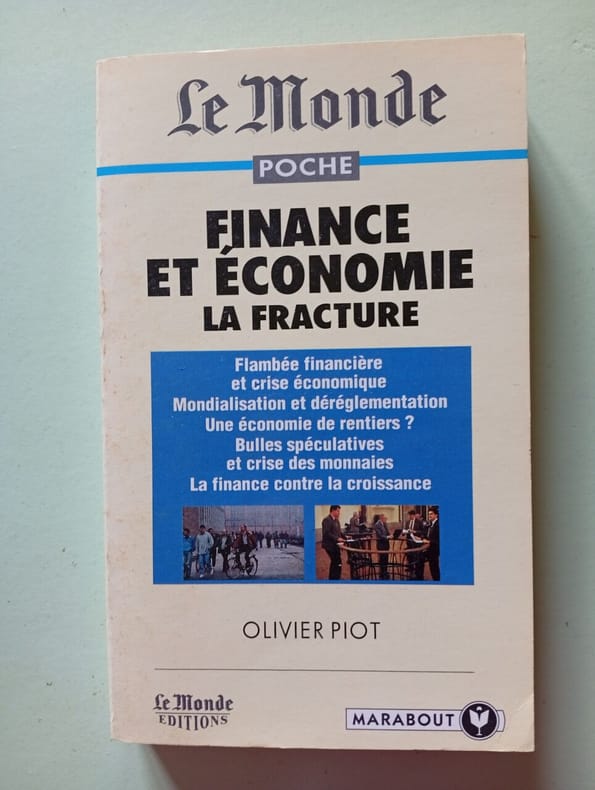 Le Monde
POCHE
FINANCE
ET ÉCONOMIE
LA FRACTURE
Flambée financière
et crise économique
Mondialisation et déréglementation
Une économie de rentiers ?
Bulles spéculatives
et crise des monnaies
La finance contre la croissance
OLIVIER PIOT
Le Monde
EDITIONS
MARABOUT